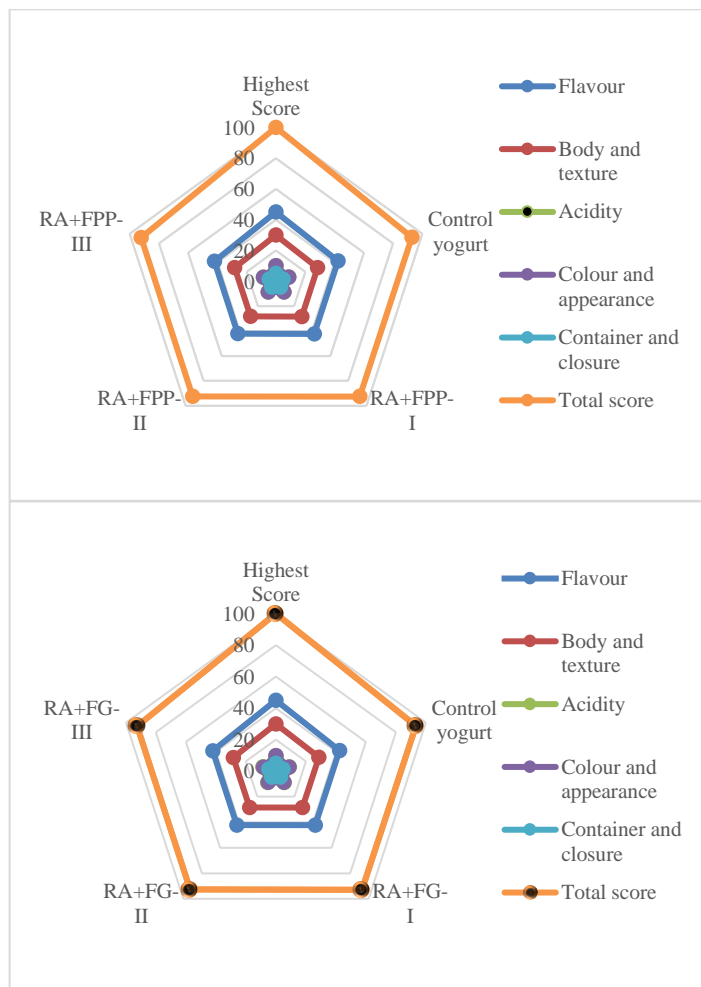 Highest
Score
100
80
60
40
20
0
Control
yogurt
RA+FPP-
I
RA+FPP-
II
RA+FPP-
III
Flavour
Body and
texture
Acidity
Colour and
appearance
Container and
closure
Total score
Highest
Score
100
80
60
40
20
0
Control
yogurt
RA+FG-
I
RA+FG-
II
RA+FG-
III
Flavour
Body and
texture
Acidity
Colour and
appearance
Container and
closure
Total score